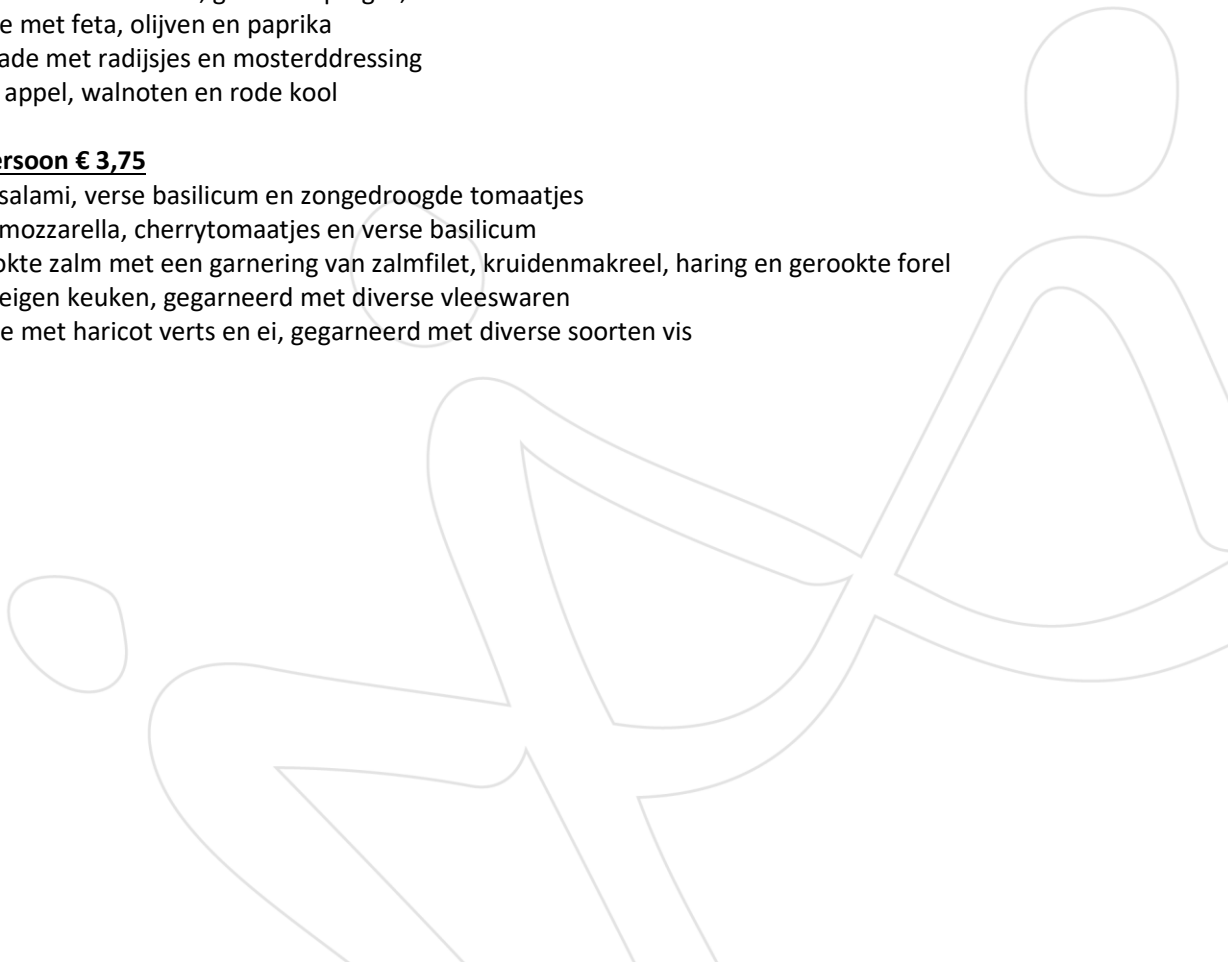 e met feta, olijven en paprika
ade met radijsjes en mosterddressing
appel, walnoten en rode kool
ersoon € 3,75
salami, verse basilicum en zongedroogde tomaatjes
mozzarella, cherrytomaatjes en verse basilicum
okte zalm met een garnering van zalmfilet, kruidenmakreel, haring en gerookte forel
eigen keuken, gegarneerd met diverse vleeswaren
e met haricot verts en ei, gegarneerd met diverse soorten vis